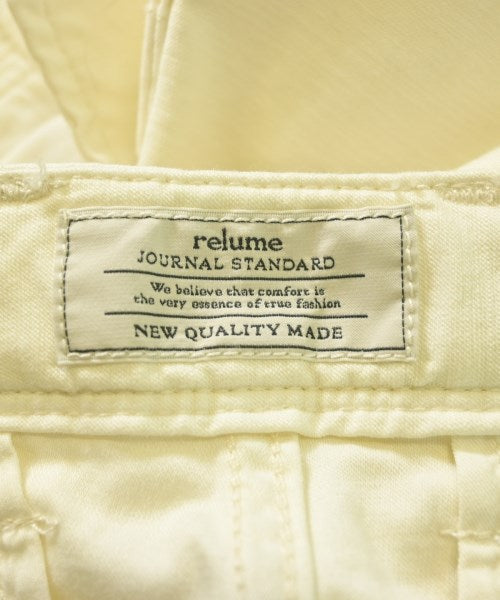 relume
JOURNAL STANDARD
We believe that comfort is
the very essence of true fashion
NEW QUALITY MADE